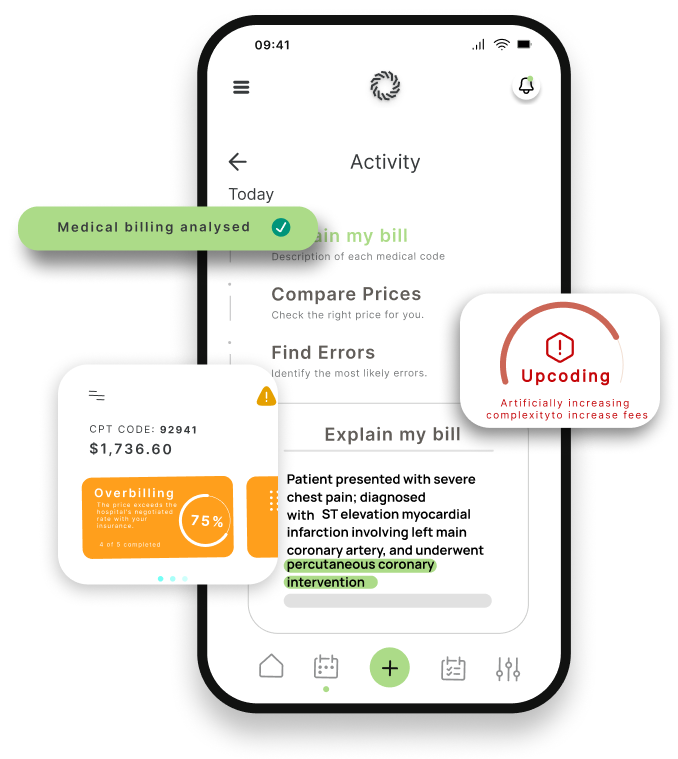 09:41
Activity
Today
Medical billing analysed
ain my bill
Description of each medical code
Compare Prices
Check the right price for you.
Find Errors
Identify the most likely errors.
Upcoding
Artificially increasing
complexityto increase fees
CPT CODE: 92941
$1,736.60
Overbilling
The price exceeds the
hospital's negotiated
rate with your
insurance.
75%
4 of 5 completed
Explain my bill
Patient presented with severe
chest pain; diagnosed
with ST elevation myocardial
infarction involving left main
coronary artery, and underwent
percutaneous coronary
intervention